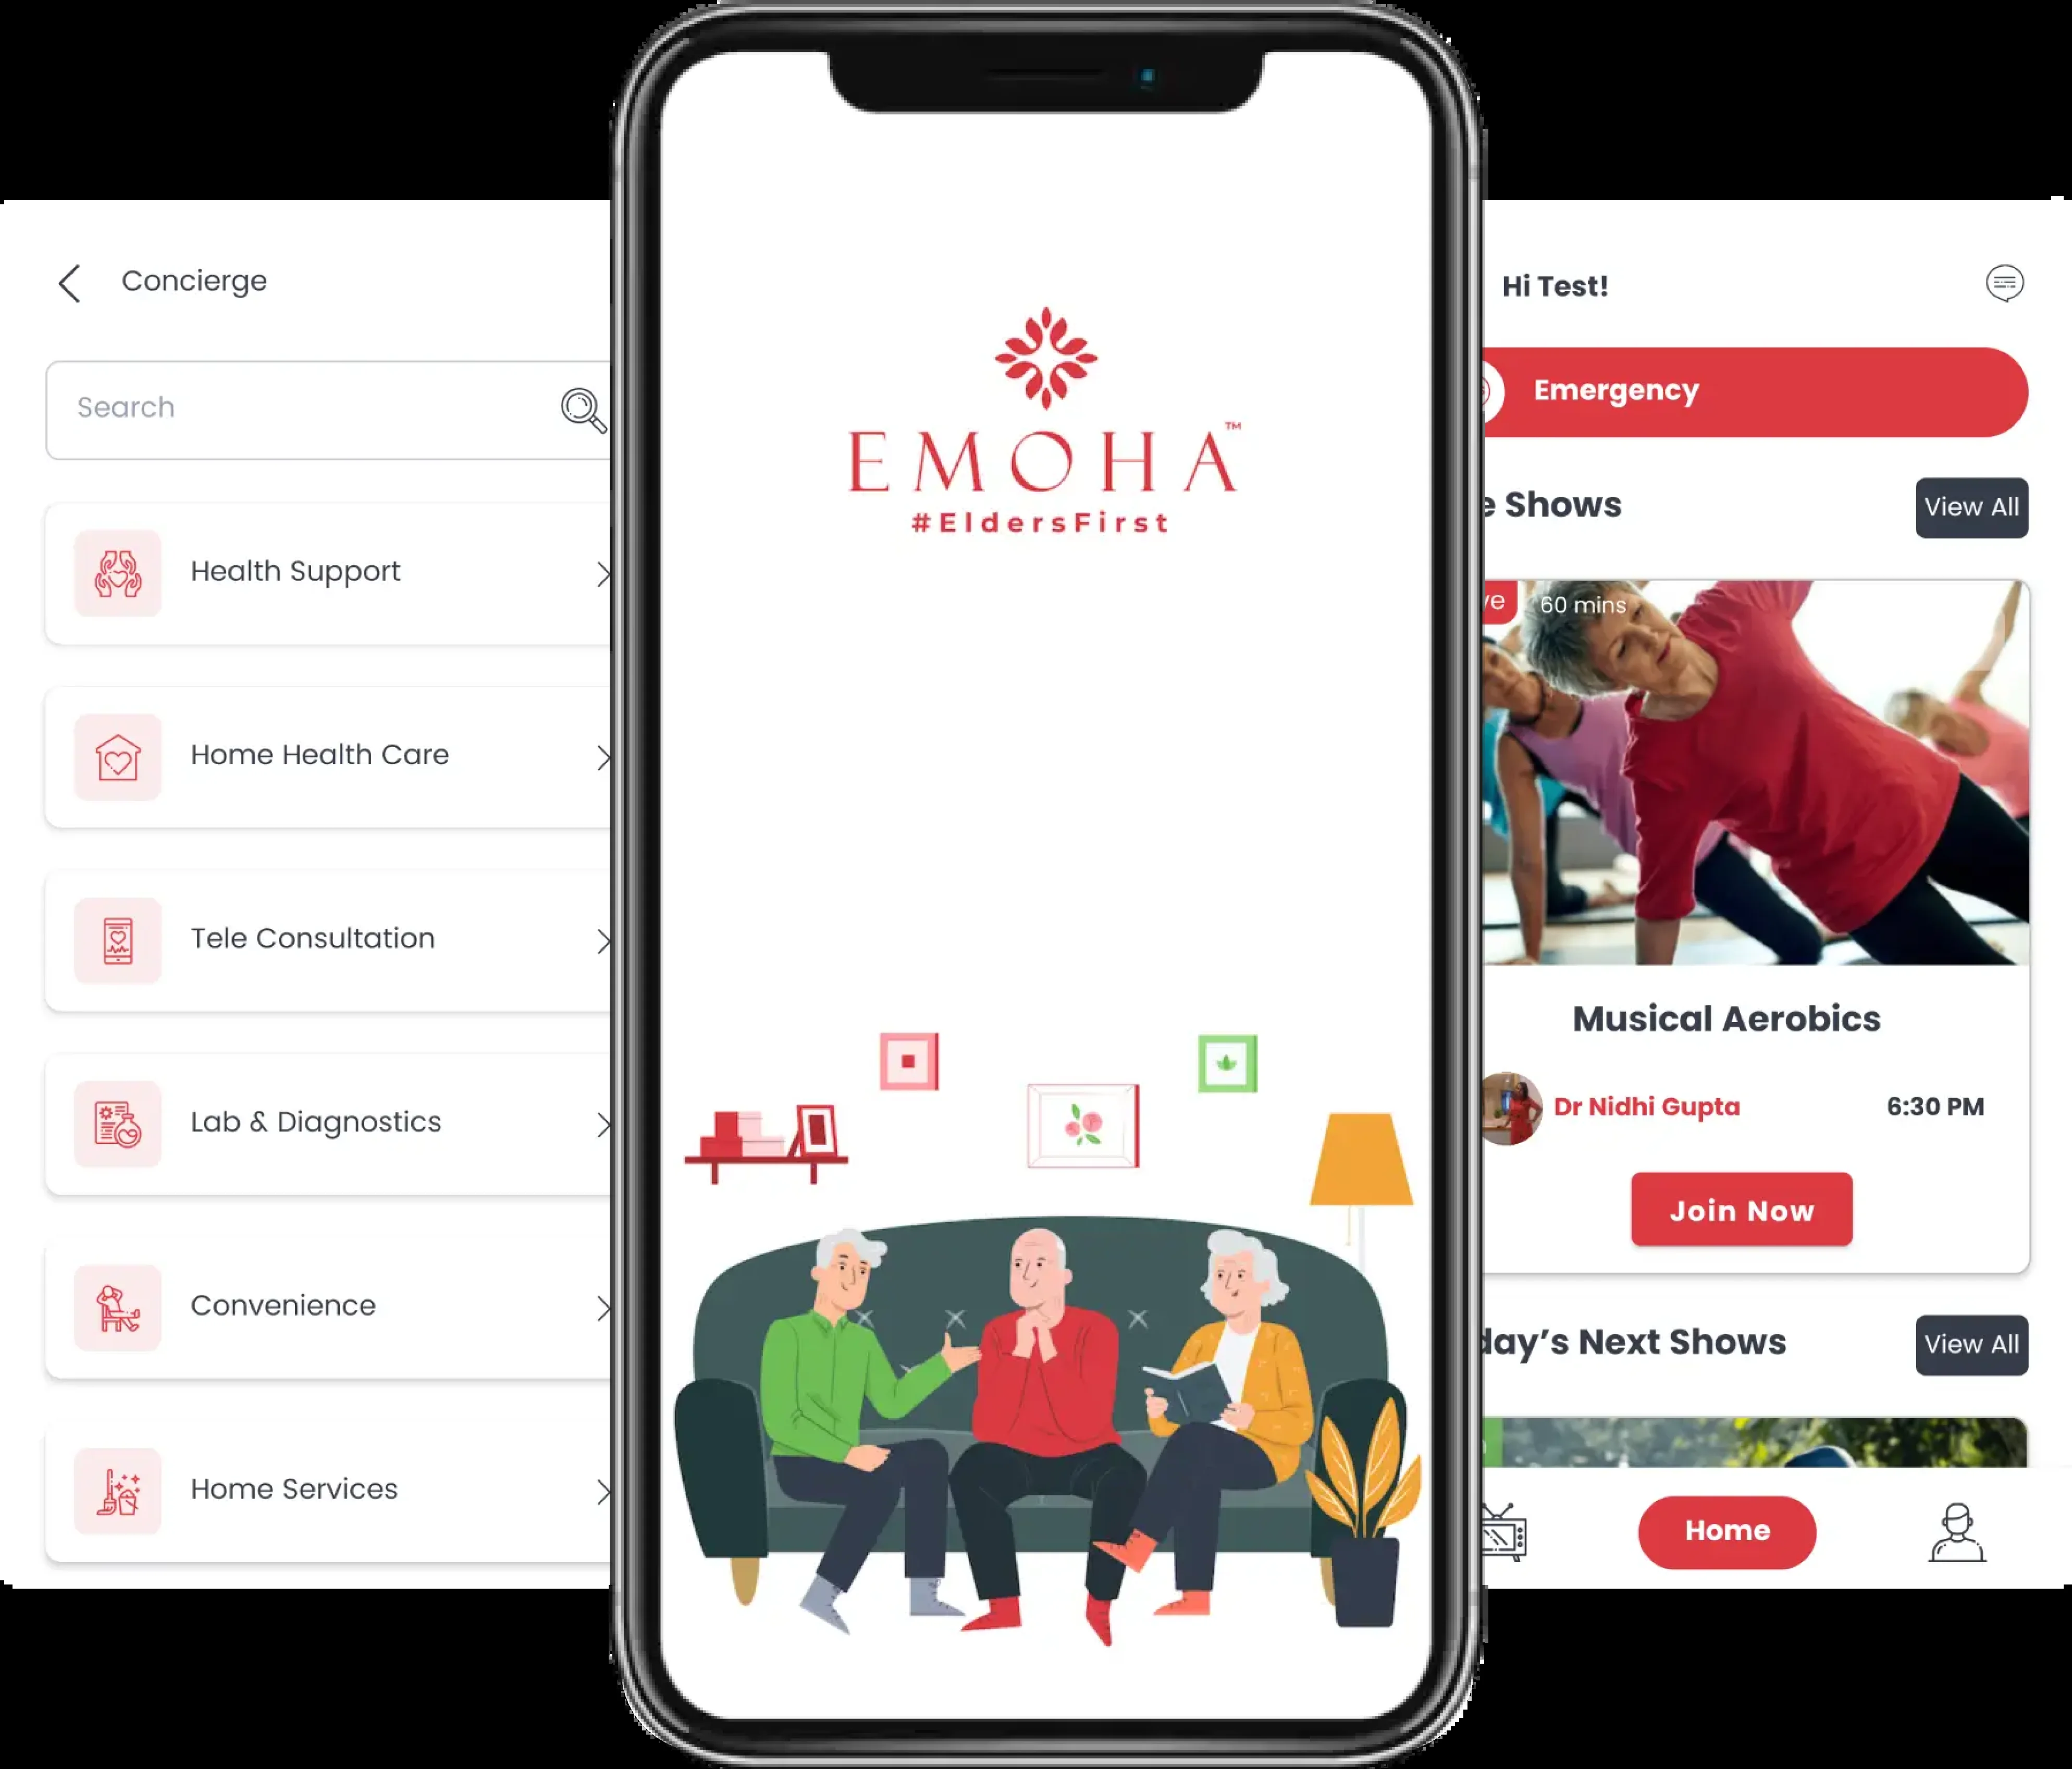 Concierge
Search
Health Support
Home Health Care
Tele Consultation
Lab & Diagnostics
Convenience
Home Services
EMOHA™
#EldersFirst
Hi Test!
Emergency
Shows
View All
60 mins
Musical Aerobics
Dr Nidhi Gupta
6:30 PM
Join Now
Next Shows
View All
Home